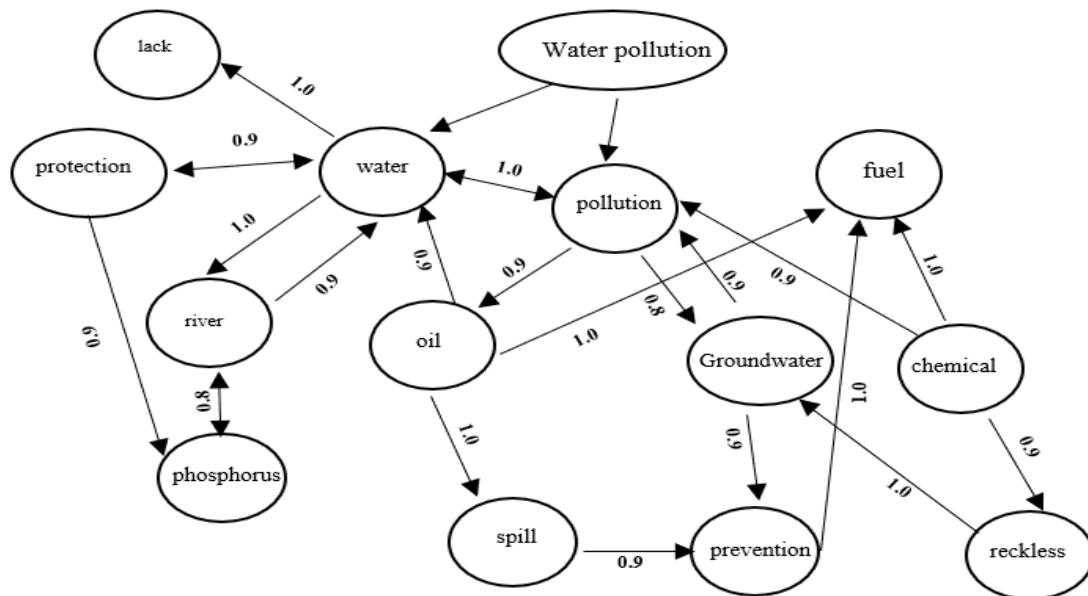 lack
Water pollution
1.0
protection
0.9
water
1.0
pollution
fuel
1.0
0.9
0.9
0.9
0.8
0.9
0.9
1.0
river
oil
1.0
Groundwater
chemical
0.9
0.8
1.0
0.9
1.0
0.9
phosphorus
1.0
spill
0.9
prevention
reckless